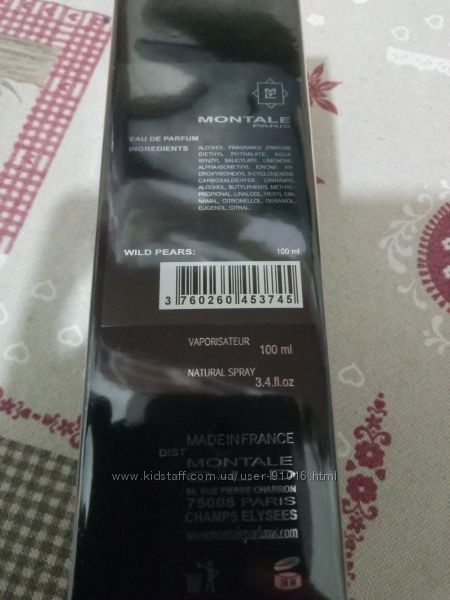 MONTALE
PARIS
EAU DE PARFUM
INGREDIENTS
ALCOHOL, FRAGRANCE (PARFUM),
DIETHYL PHTHALATE, AQUA,
BENZYL SALICYLATE, LIMONENE,
ALPHA-ISOMETHYL IONONE, HY-
DROXYISOHEXYL 3-CYCLOHEXENE
CARBOXALDEHYDE, CINNAMYL
ALCOHOL, BUTYLPHENYL METHYL-
PROPIONAL, LINALOOL, HEXYL CIN-
NAMAL, CITRONELLOL, GERANIOL,
EUGENOL, CITRAL.
WILD PEARS: 100 ml
3 760260 453745
VAPORISATEUR 100 ml
NATURAL SPRAY 3.4.fl.oz
MADE IN FRANCE
DIST MONTALE
www.kidstaff.com.ua/user-91016.html
68, RUE PIERRE CHARRON
75008 PARIS
CHAMPS ELYSEES
www.montaleparfums.com
36 M